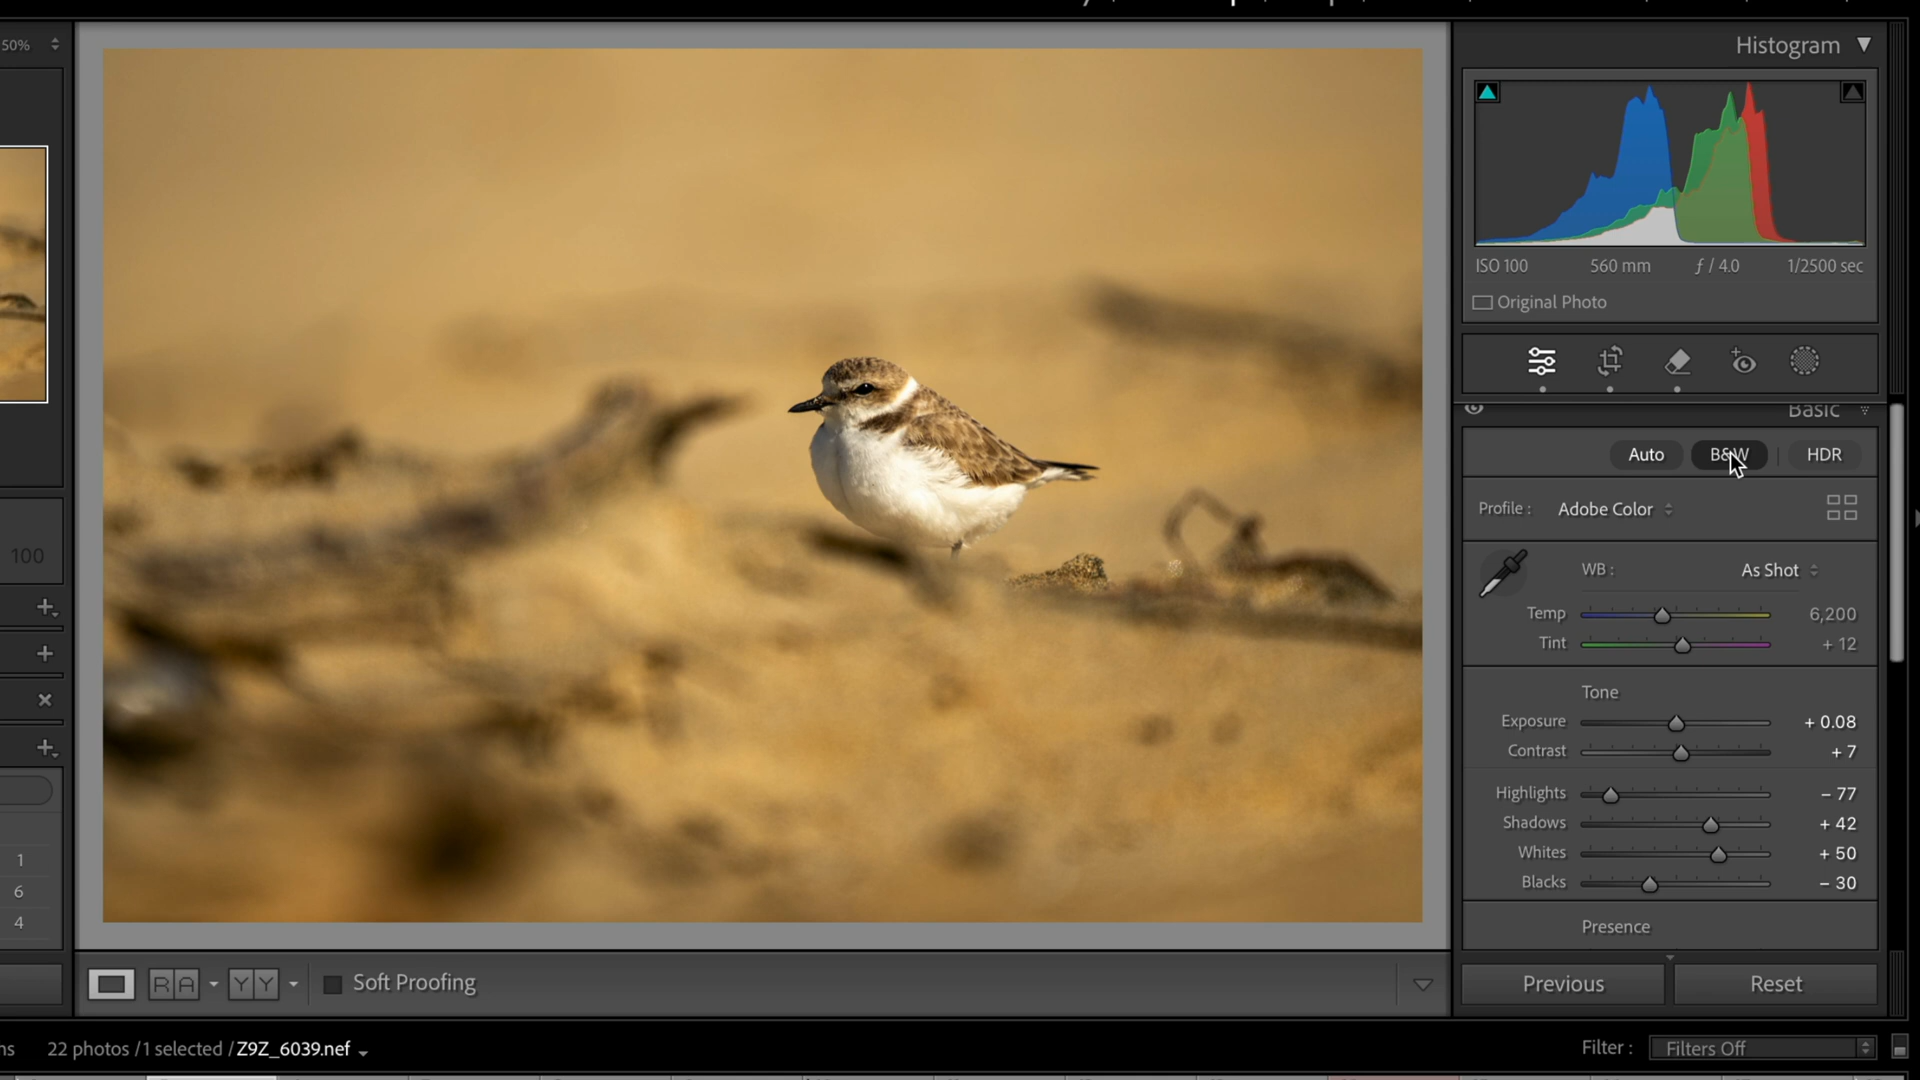 50%
Histogram
ISO 100 560 mm ƒ / 4.0 1/2500 sec
Original Photo
Basic
Auto B&W HDR
Profile : Adobe Color
WB : As Shot
Temp 6,200
Tint + 12
Tone
Exposure + 0.08
Contrast + 7
Highlights – 77
Shadows + 42
Whites + 50
Blacks – 30
Presence
Previous Reset
100
1
6
4
R A Y Y Soft Proofing
ns 22 photos / 1 selected / Z9Z_6039.nef
Filter : Filters Off